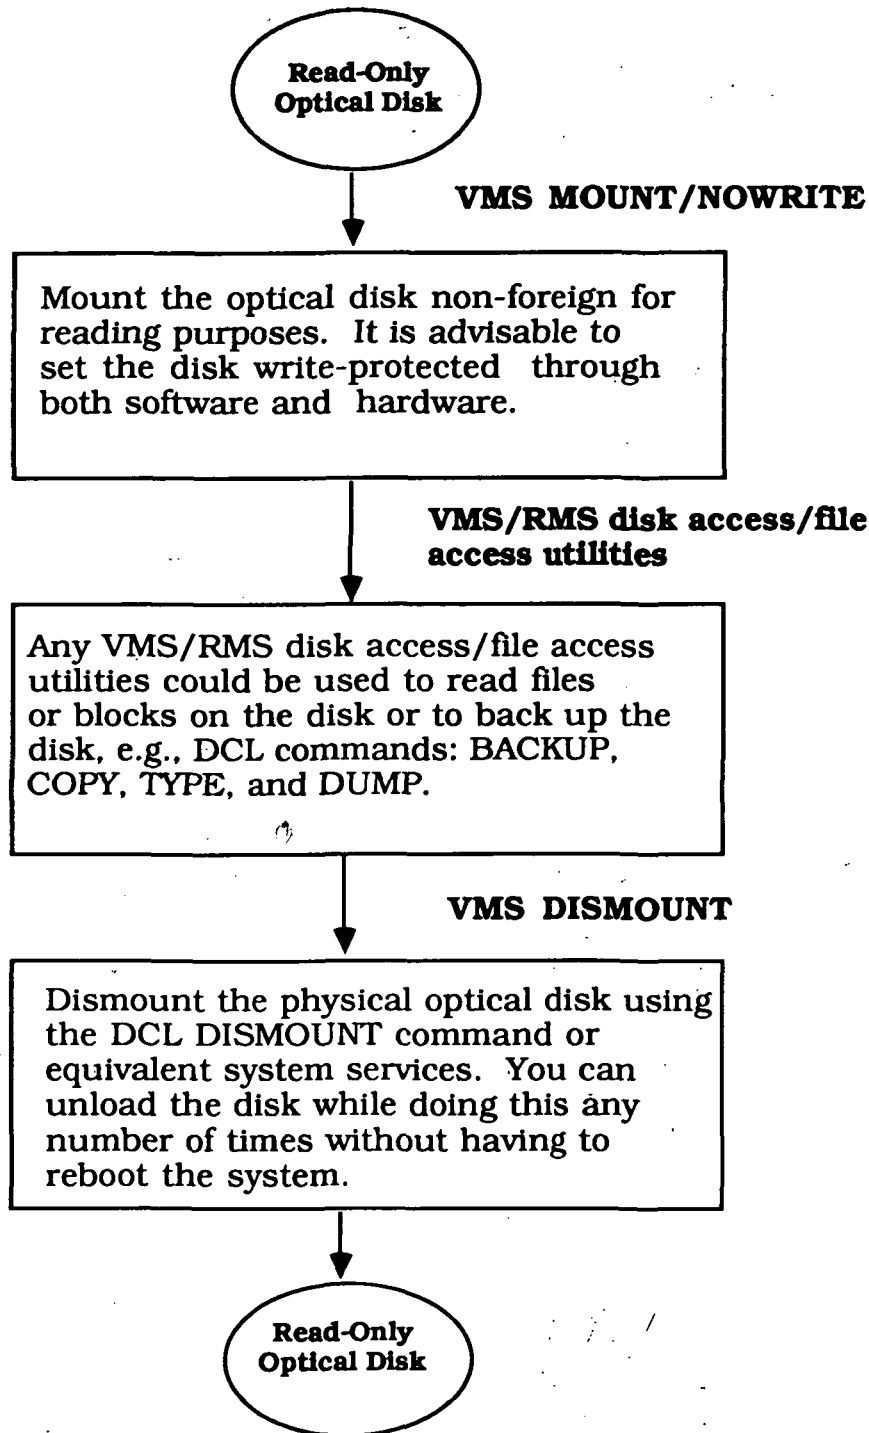 Read-Only
Optical Disk
VMS MOUNT/NOWRITE
Mount the optical disk non-foreign for
reading purposes. It is advisable to
set the disk write-protected through
both software and hardware.
VMS/RMS disk access/file
access utilities
Any VMS/RMS disk access/file access
utilities could be used to read files
or blocks on the disk or to back up the
disk, e.g., DCL commands: BACKUP,
COPY, TYPE, and DUMP.
VMS DISMOUNT
Dismount the physical optical disk using
the DCL DISMOUNT command or
equivalent system services. You can
unload the disk while doing this any
number of times without having to
reboot the system.
Read-Only
Optical Disk